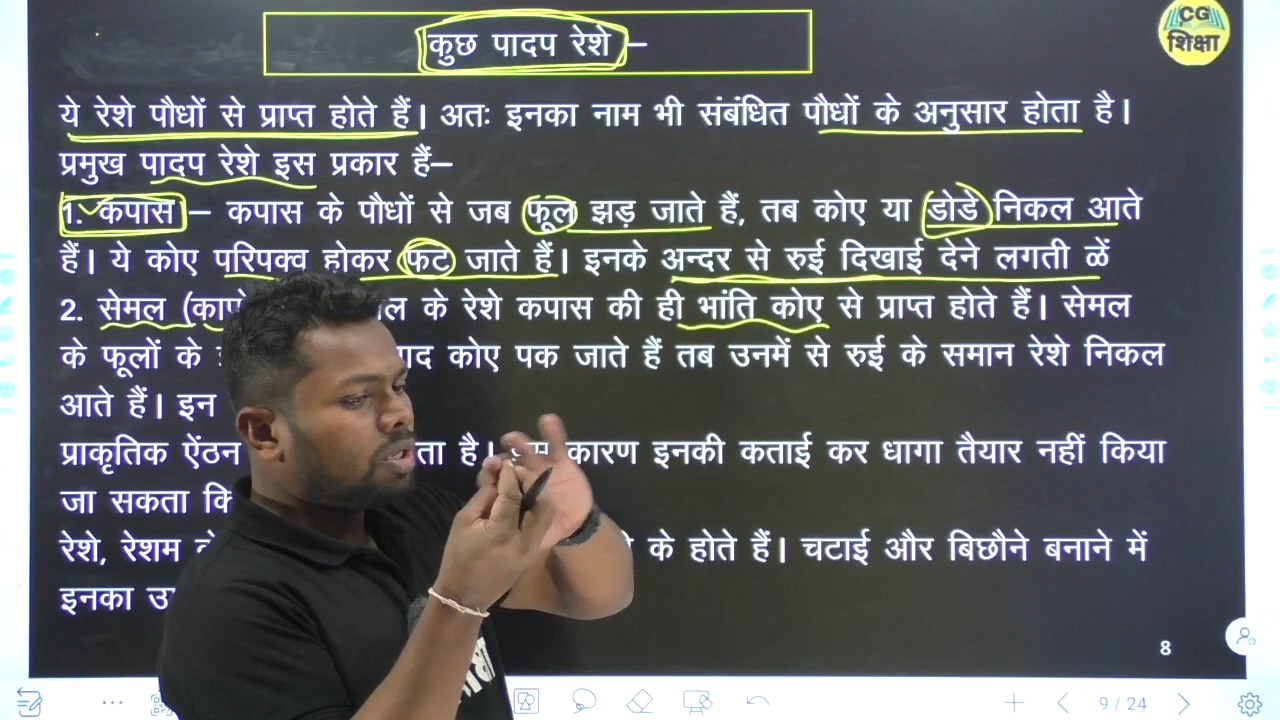 कुछ पादप रेशे –
CG
शिक्षा
ये रेशे पौधों से प्राप्त होते हैं। अतः इनका नाम भी संबंधित पौधों के अनुसार होता है।
प्रमुख पादप रेशे इस प्रकार हैं–
1. कपास – कपास के पौधों से जब फूल झड़ जाते हैं, तब कोए या डोडे निकल आते
हैं। ये कोए परिपक्व होकर फट जाते हैं। इनके अन्दर से रुई दिखाई देने लगती ळें
2. सेमल के रेशे कपास की ही भांति कोए से प्राप्त होते हैं। सेमल
के फूलों के कोए पक जाते हैं तब उनमें से रुई के समान रेशे निकल
आते हैं। इन
प्राकृतिक ऐंठन है। कारण इनकी कताई कर धागा तैयार नहीं किया
जा सकता
रेशे, रेशम के होते हैं। चटाई और बिछौने बनाने में
इनका
8
9 / 24